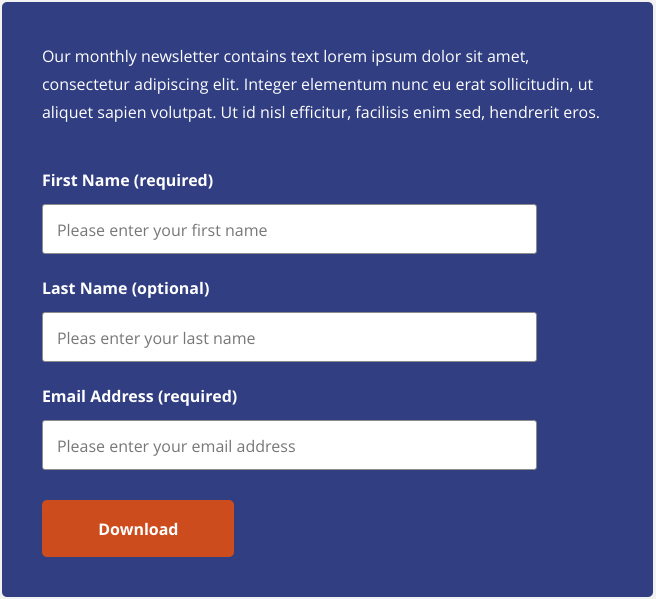 Our monthly newsletter contains text lorem ipsum dolor sit amet,
consectetur adipiscing elit. Integer elementum nunc eu erat sollicitudin, ut
aliquet sapien volutpat. Ut id nisl efficitur, facilisis enim sed, hendrerit eros.
First Name (required)
Please enter your first name
Last Name (optional)
Pleas enter your last name
Email Address (required)
Please enter your email address
Download